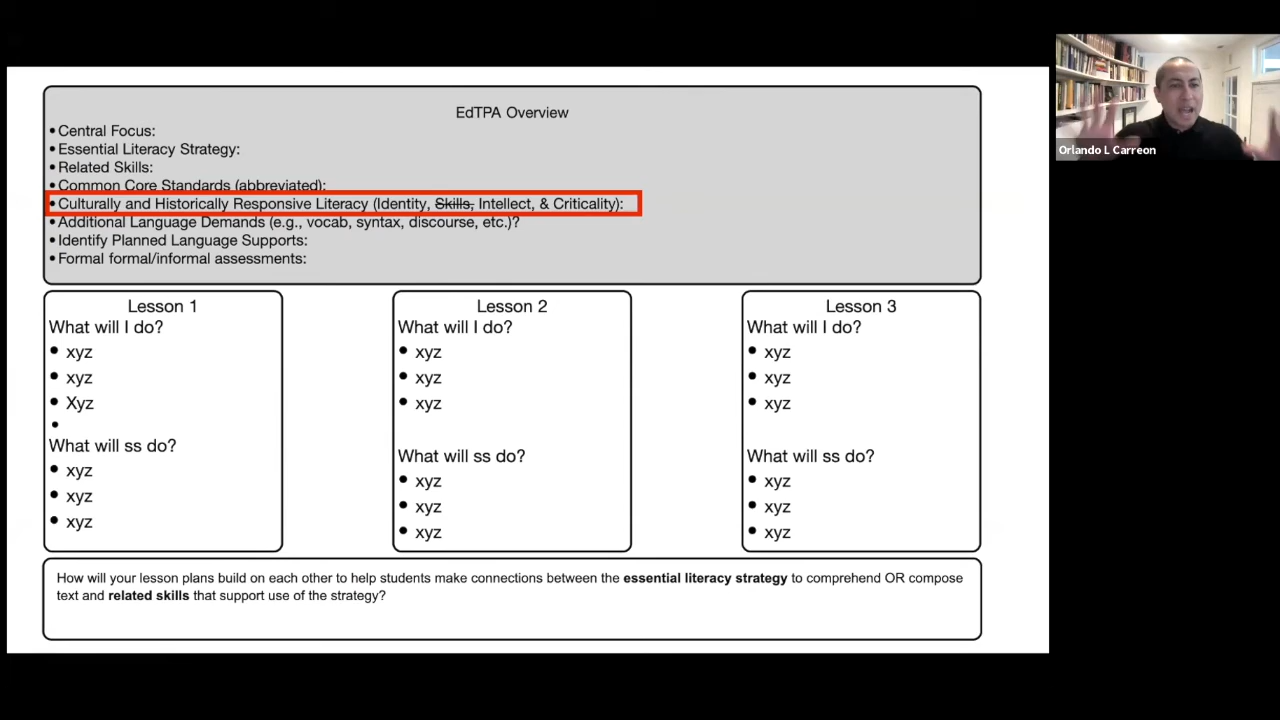 EdTPA Overview
•Central Focus:
•Essential Literacy Strategy:
•Related Skills:
•Common Core Standards (abbreviated):
•Culturally and Historically Responsive Literacy (Identity, Skills, Intellect, & Criticality):
•Additional Language Demands (e.g., vocab, syntax, discourse, etc.)?
•Identify Planned Language Supports:
•Formal formal/informal assessments:
Lesson 1
What will I do?
• xyz
• xyz
• Xyz
•
What will ss do?
• xyz
• xyz
• xyz
Lesson 2
What will I do?
• xyz
• xyz
• xyz
What will ss do?
• xyz
• xyz
• xyz
Lesson 3
What will I do?
• xyz
• xyz
• xyz
What will ss do?
• xyz
• xyz
• xyz
How will your lesson plans build on each other to help students make connections between the essential literacy strategy to comprehend OR compose
text and related skills that support use of the strategy?
Orlando L Carreon